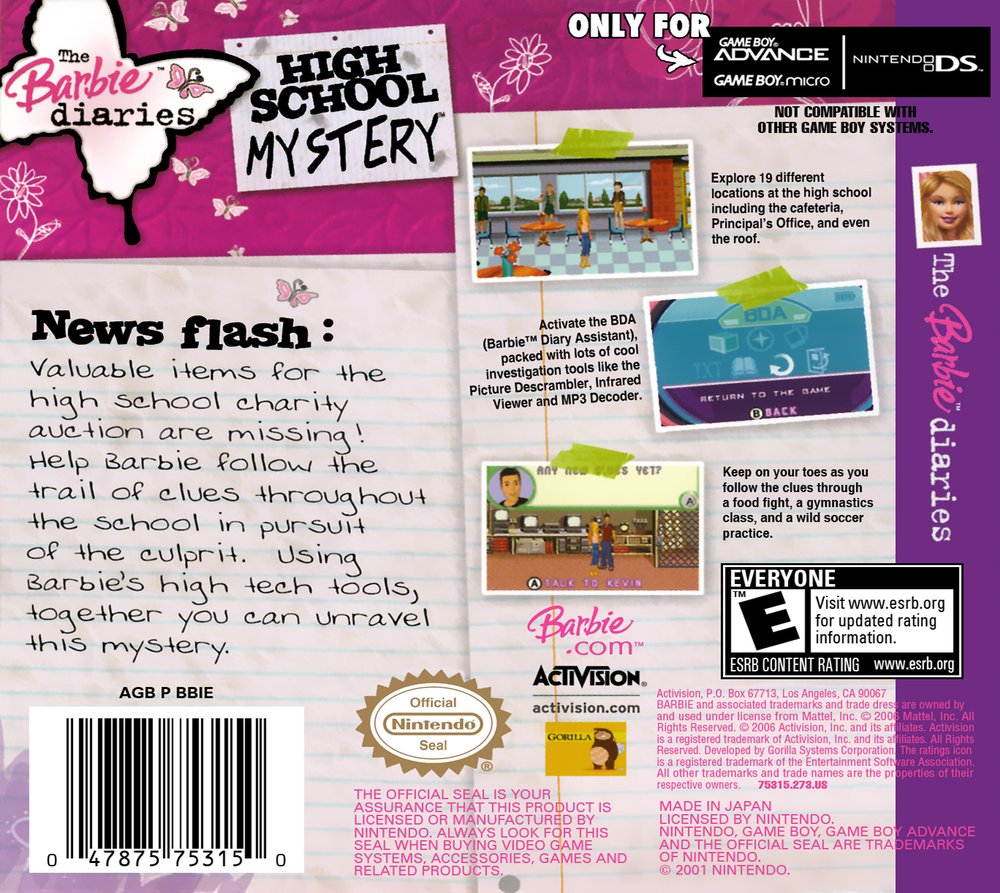 The
Barbie™
diaries
HIGH
SCHOOL
MYSTERY™
ONLY FOR
GAME BOY®
ADVANCE
GAME BOY® micro
NINTENDO DS™
NOT COMPATIBLE WITH
OTHER GAME BOY SYSTEMS.
Explore 19 different
locations at the high school
including the cafeteria,
Principal's Office, and even
the roof.
The Barbie™ diaries
News flash:
Valuable items for the
high school charity
auction are missing!
Help Barbie follow the
trail of clues throughout
the school in pursuit
of the culprit. Using
Barbie's high tech tools,
together you can unravel
this mystery.
Activate the BDA
(Barbie™ Diary Assistant),
packed with lots of cool
investigation tools like the
Picture Descrambler, Infrared
Viewer and MP3 Decoder.
BDA
TXT
RETURN TO THE GAME
B BACK
ANY NEW YET?
A
A TALK TO KEVIN
Keep on your toes as you
follow the clues through
a food fight, a gymnastics
class, and a wild soccer
practice.
EVERYONE
™
E
Visit www.esrb.org
for updated rating
information.
ESRB CONTENT RATING www.esrb.org
Barbie
.com™
ACTIVISION®
activision.com
GORILLA
AGB P BBIE
0 47875 75315 0
Official
Nintendo
Seal
®
THE OFFICIAL SEAL IS YOUR
ASSURANCE THAT THIS PRODUCT IS
LICENSED OR MANUFACTURED BY
NINTENDO. ALWAYS LOOK FOR THIS
SEAL WHEN BUYING VIDEO GAME
SYSTEMS, ACCESSORIES, GAMES AND
RELATED PRODUCTS.
Activision, P.O. Box 67713, Los Angeles, CA 90067
BARBIE and associated trademarks and trade dress are owned by
and used under license from Mattel, Inc. © 2006 Mattel, Inc. All
Rights Reserved. © 2006 Activision, Inc. and its affiliates. Activision
is a registered trademark of Activision, Inc. and its affiliates. All Rights
Reserved. Developed by Gorilla Systems Corporation. The ratings icon
is a registered trademark of the Entertainment Software Association.
All other trademarks and trade names are the properties of their
respective owners. 75315.273.US
MADE IN JAPAN
LICENSED BY NINTENDO.
NINTENDO, GAME BOY, GAME BOY ADVANCE
AND THE OFFICIAL SEAL ARE TRADEMARKS
OF NINTENDO.
© 2001 NINTENDO.